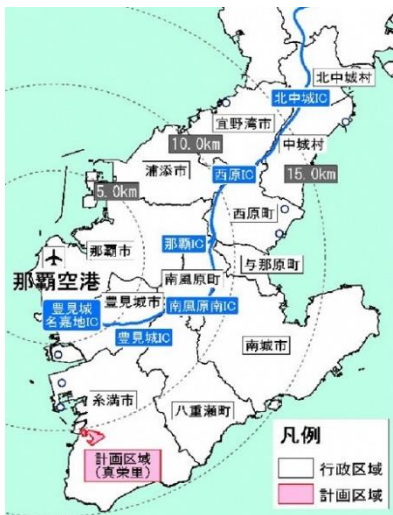 北中城村
北中城IC
宜野湾市
中城村
10.0km
西原IC
15.0km
浦添市
5.0km
西原町
那覇IC
那覇市
与那原町
南風原町
那覇空港
豊見城市
豊見城
名嘉地IC
南風原南IC
豊見城IC
南城市
糸満市
八重瀬町
計画区域
(真栄里)
凡例
行政区域
計画区域